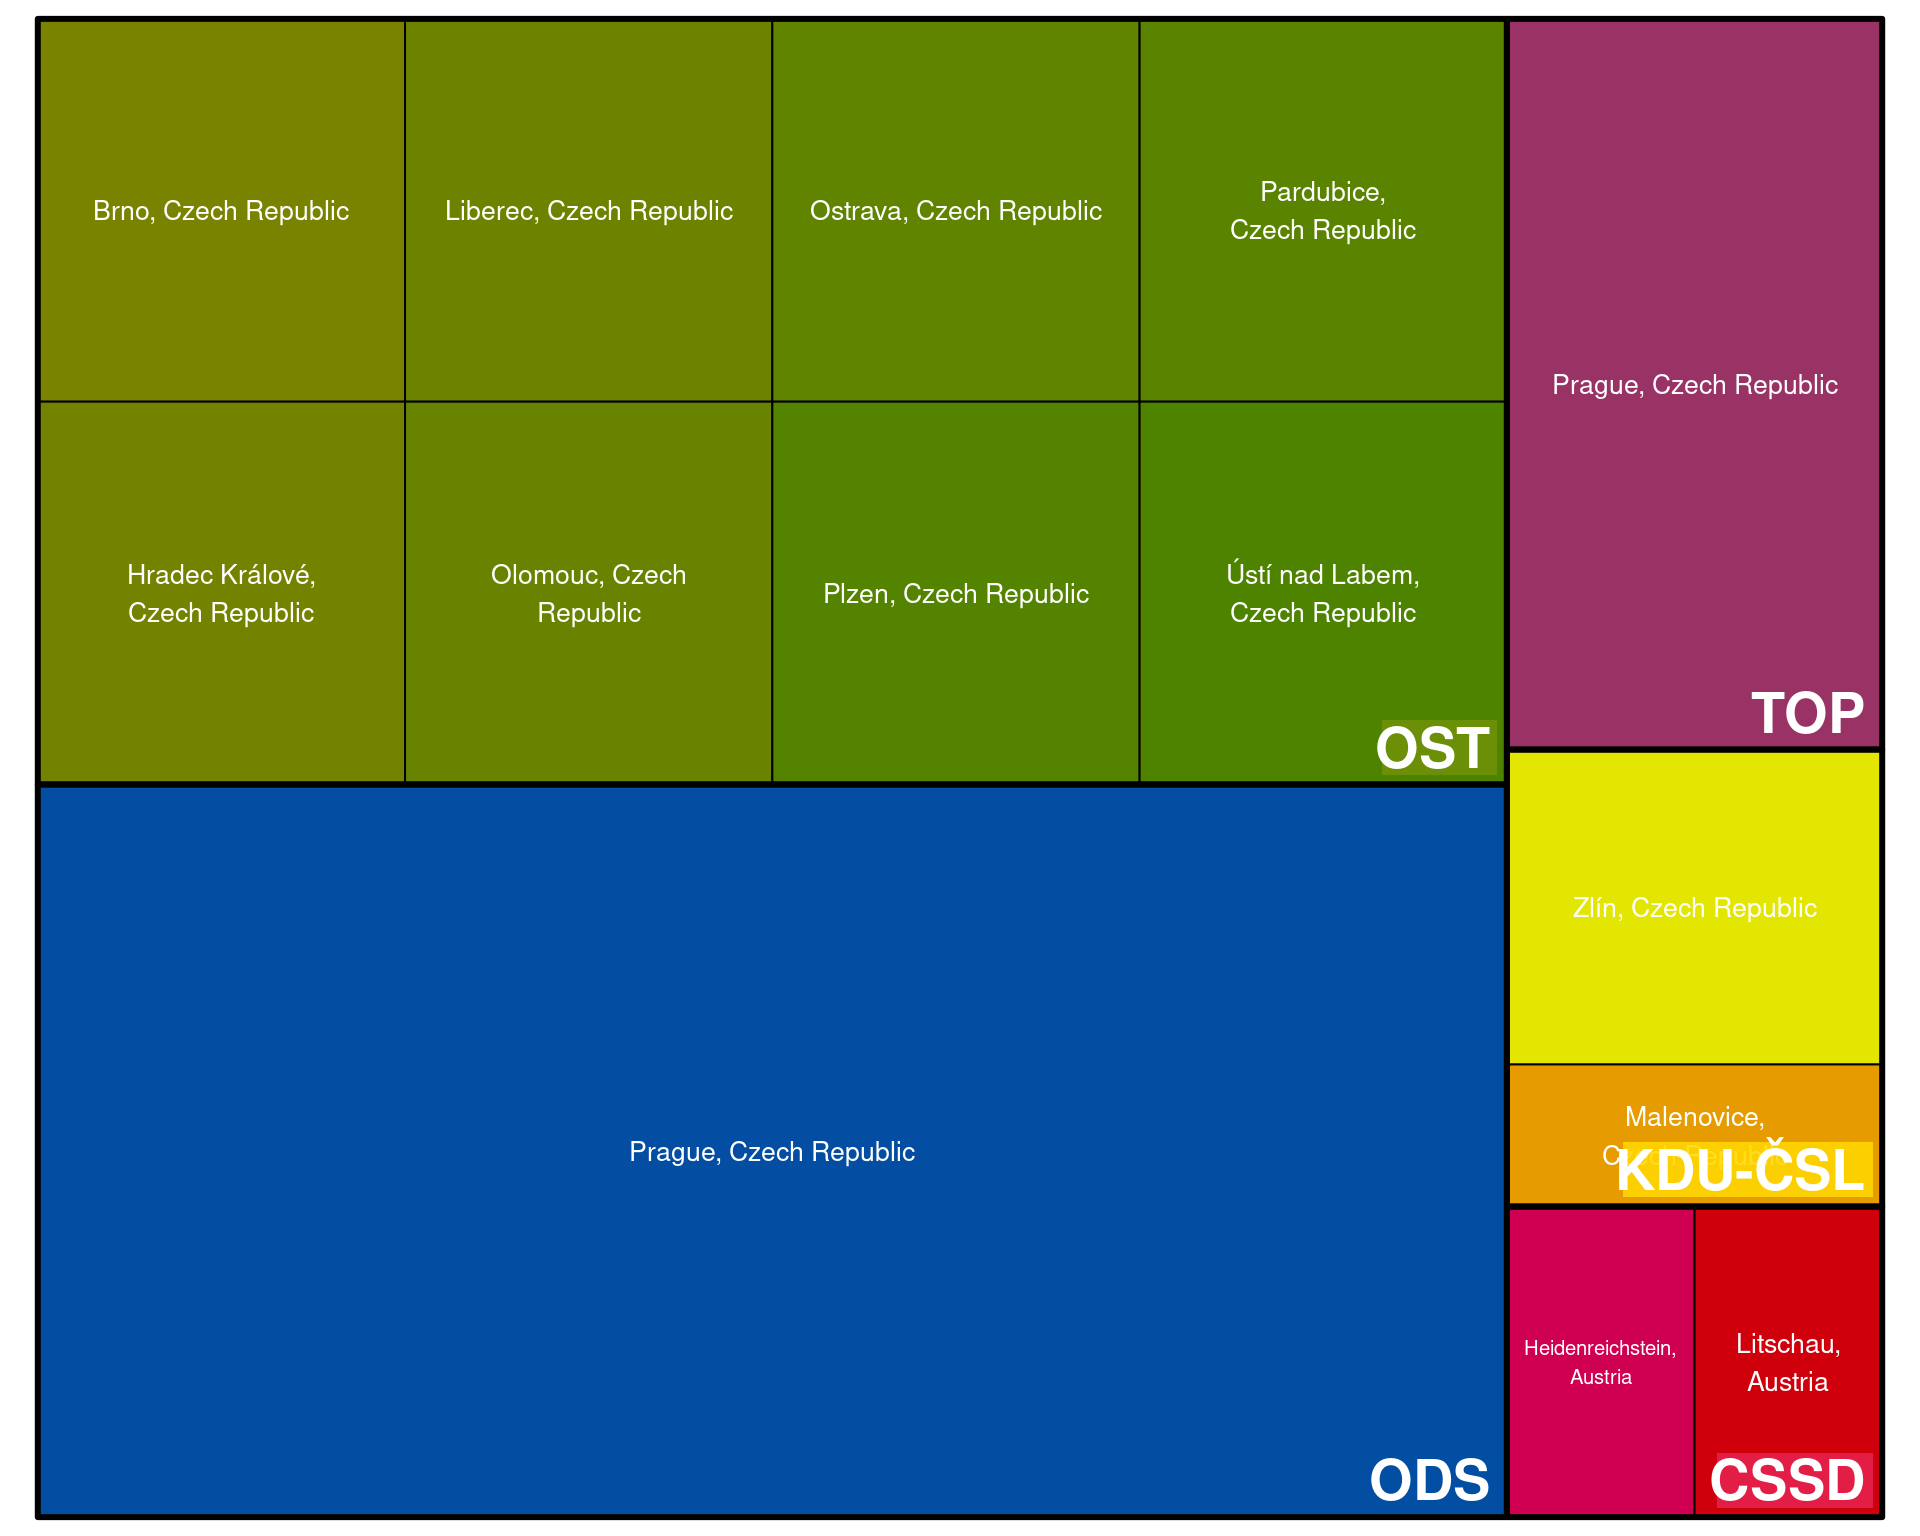 Brno, Czech Republic
Liberec, Czech Republic
Ostrava, Czech Republic
Pardubice,
Czech Republic
Hradec Králové,
Czech Republic
Olomouc, Czech
Republic
Plzen, Czech Republic
Ústí nad Labem,
Czech Republic
OST
Prague, Czech Republic
ODS
Prague, Czech Republic
TOP
Zlín, Czech Republic
Malenovice,
Czech Republic
KDU-ČSL
Heidenreichstein,
Austria
Litschau,
Austria
CSSD